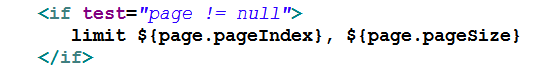 <if test="page != null">
limit ${page.pageIndex}, ${page.pageSize}
</if>